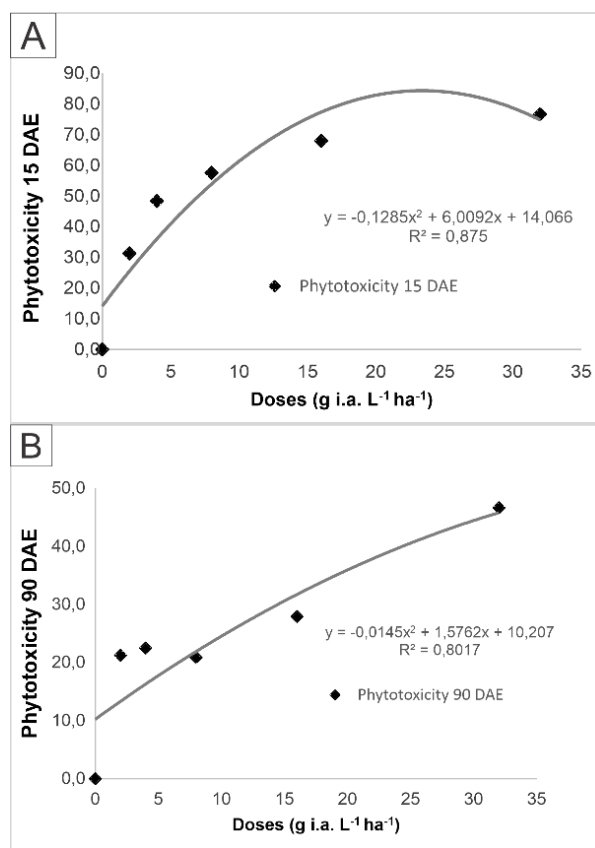 A
Phytotoxicity 15 DAE
90,0
80,0
70,0
60,0
50,0
40,0
30,0
20,0
10,0
0,0
y = -0,1285x² + 6,0092x + 14,066
R² = 0,875
Phytotoxicity 15 DAE
0 5 10 15 20 25 30 35
Doses (g i.a. L⁻¹ ha⁻¹)
B
Phytotoxicity 90 DAE
50,0
40,0
30,0
20,0
10,0
0,0
y = -0,0145x² + 1,5762x + 10,207
R² = 0,8017
Phytotoxicity 90 DAE
0 5 10 15 20 25 30 35
Doses (g i.a. L⁻¹ ha⁻¹)